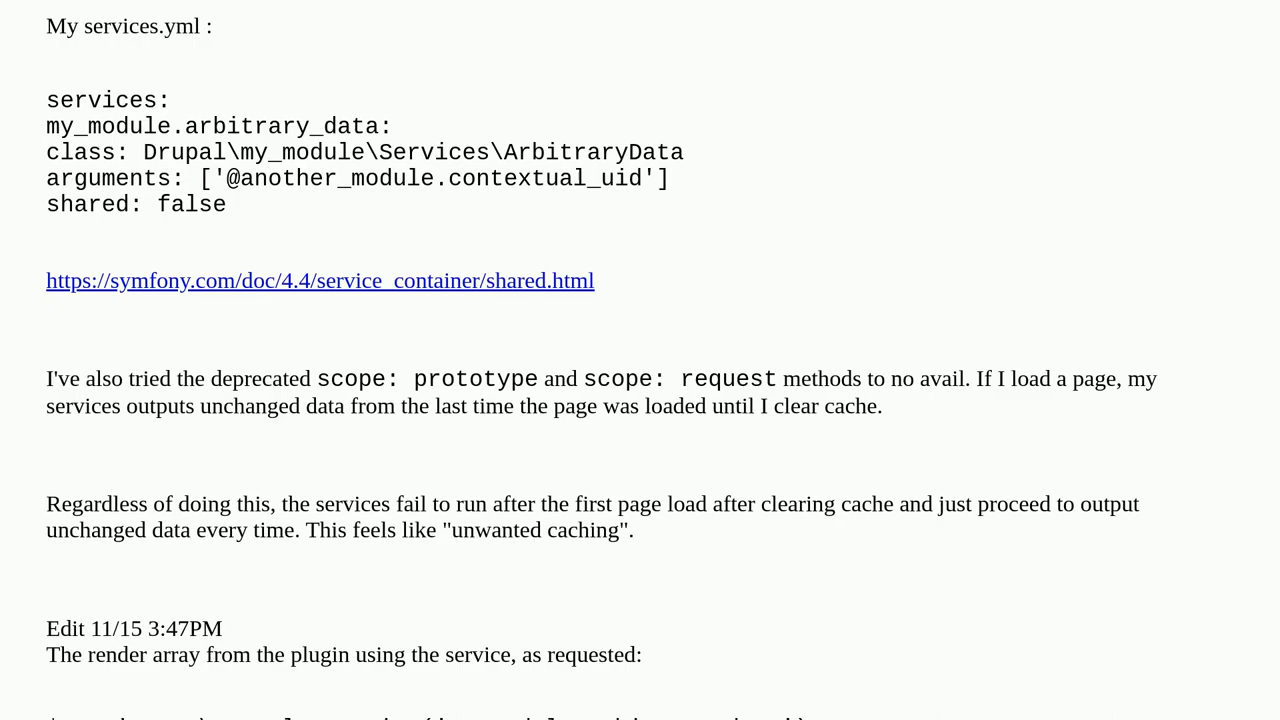 My services.yml :
services:
my_module.arbitrary_data:
class: Drupal\my_module\Services\ArbitraryData
arguments: ['@another_module.contextual_uid']
shared: false
https://symfony.com/doc/4.4/service_container/shared.html
I've also tried the deprecated scope: prototype and scope: request methods to no avail. If I load a page, my
services outputs unchanged data from the last time the page was loaded until I clear cache.
Regardless of doing this, the services fail to run after the first page load after clearing cache and just proceed to output
unchanged data every time. This feels like "unwanted caching".
Edit 11/15 3:47PM
The render array from the plugin using the service, as requested: